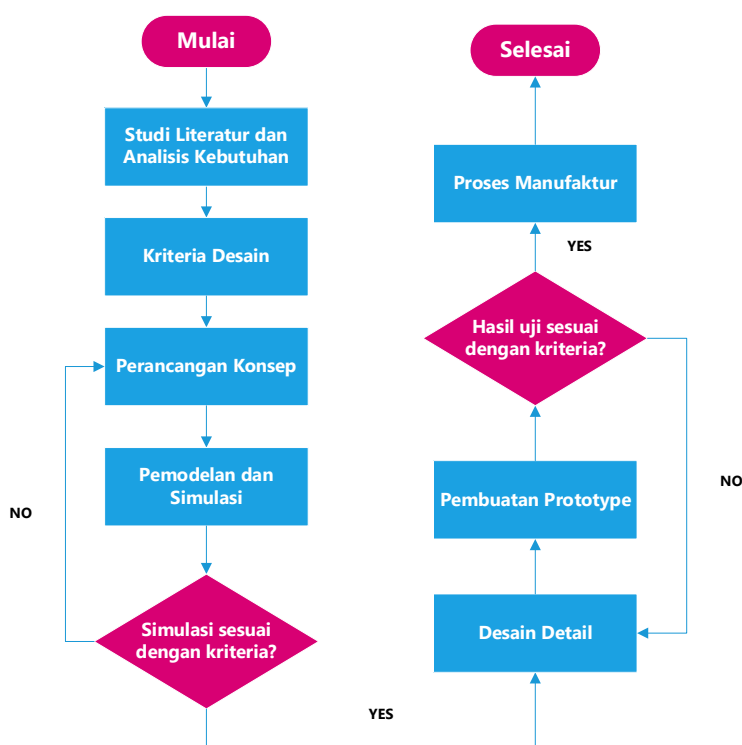 Mulai
Studi Literatur dan
Analisis Kebutuhan
Kriteria Desain
Perancangan Konsep
Pemodelan dan
Simulasi
NO
Simulasi sesuai
dengan kriteria?
YES
Selesai
Proses Manufaktur
YES
Hasil uji sesuai
dengan kriteria?
Pembuatan Prototype
NO
Desain Detail